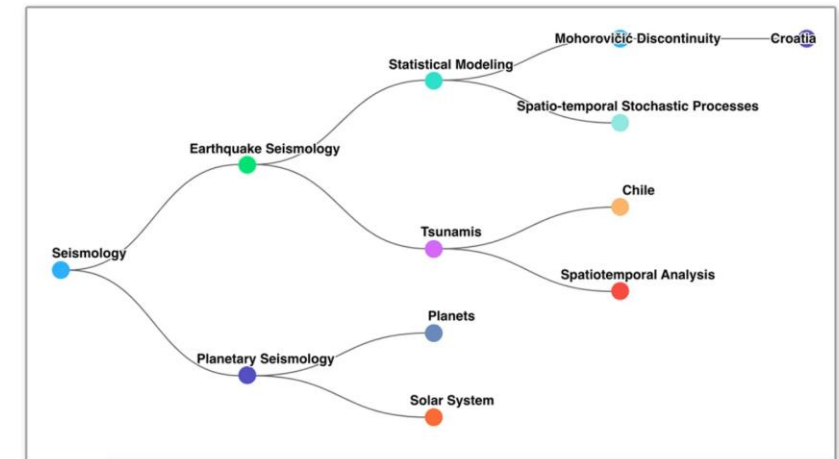 Mohorovičić Discontinuity
Croatia
Statistical Modeling
Spatio-temporal Stochastic Processes
Earthquake Seismology
Chile
Tsunamis
Seismology
Spatiotemporal Analysis
Planets
Planetary Seismology
Solar System